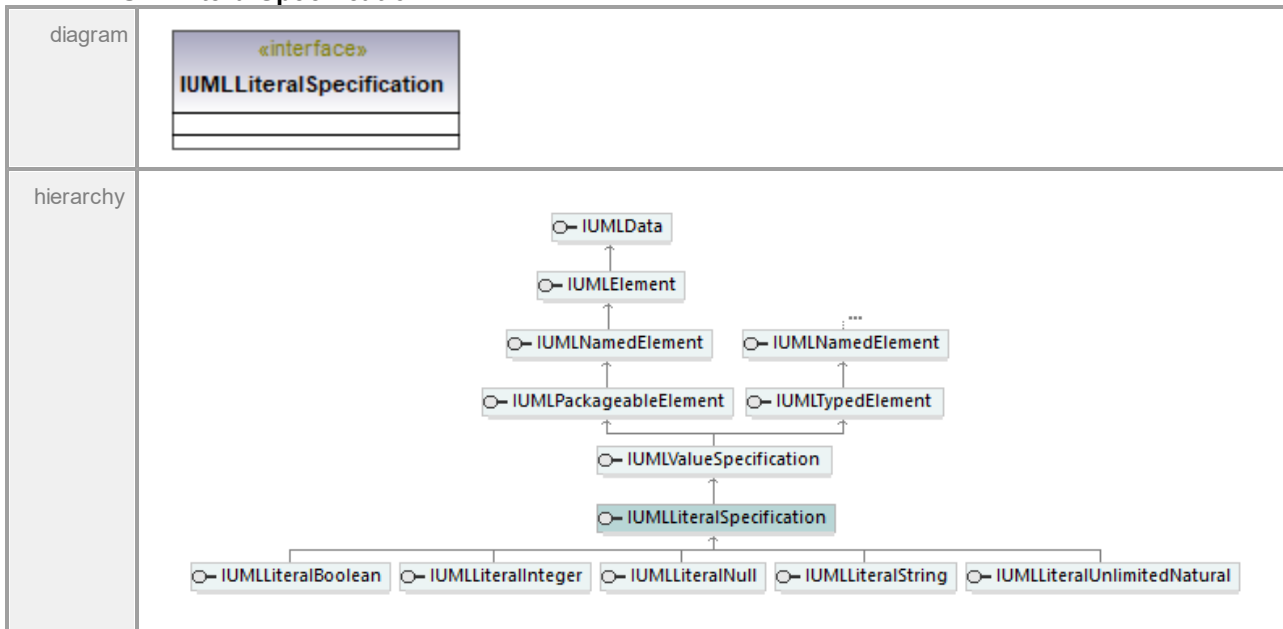 diagram
«interface»
IUMLLiteralSpecification
hierarchy
IUMLData
IUMLElement
...
IUMLNamedElement IUMLNamedElement
IUMLPackageableElement IUMLTypedElement
IUMLValueSpecification
IUMLLiteralSpecification
IUMLLiteralBoolean IUMLLiteralInteger IUMLLiteralNull IUMLLiteralString IUMLLiteralUnlimitedNatural